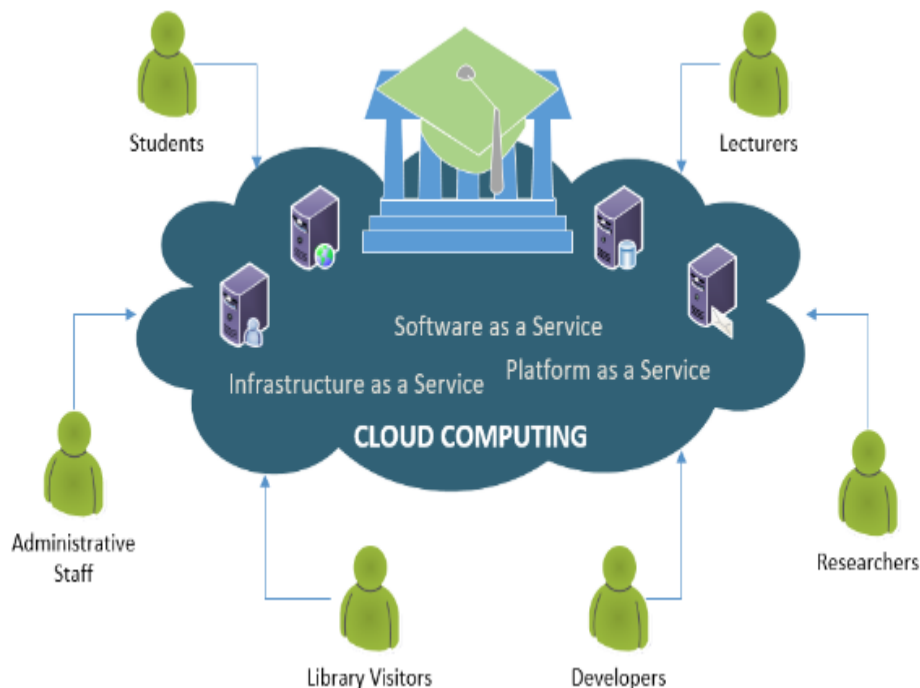 Students
Lecturers
Software as a Service
Platform as a Service
Infrastructure as a Service
CLOUD COMPUTING
Administrative
Staff
Researchers
Library Visitors
Developers